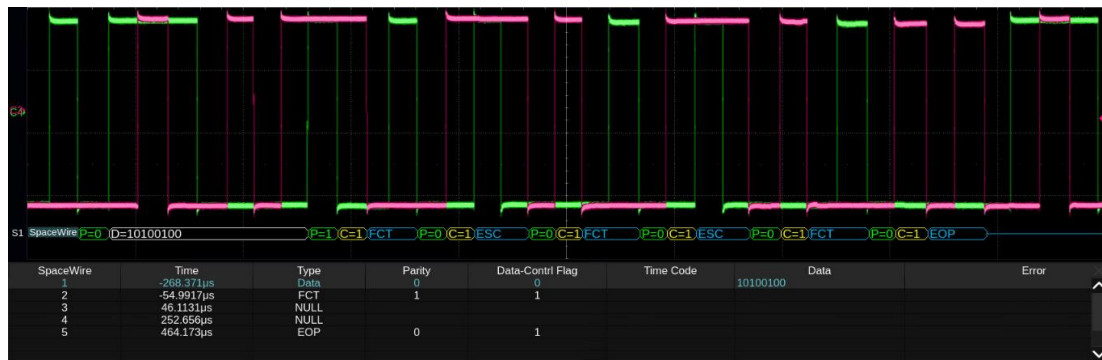 C4
S1 SpaceWire P=0 D=10100100 P=1 C=1 FCT P=0 C=1 ESC P=0 C=1 FCT P=0 C=1 ESC P=0 C=1 FCT P=0 C=1 EOP
SpaceWire Time Type Parity Data-Contrl Flag Time Code Data Error
1 -268.371μs Data 0 0 10100100
2 -54.9917μs FCT 1 1
3 46.1131μs NULL
4 252.656μs NULL
5 464.173μs EOP 0 1